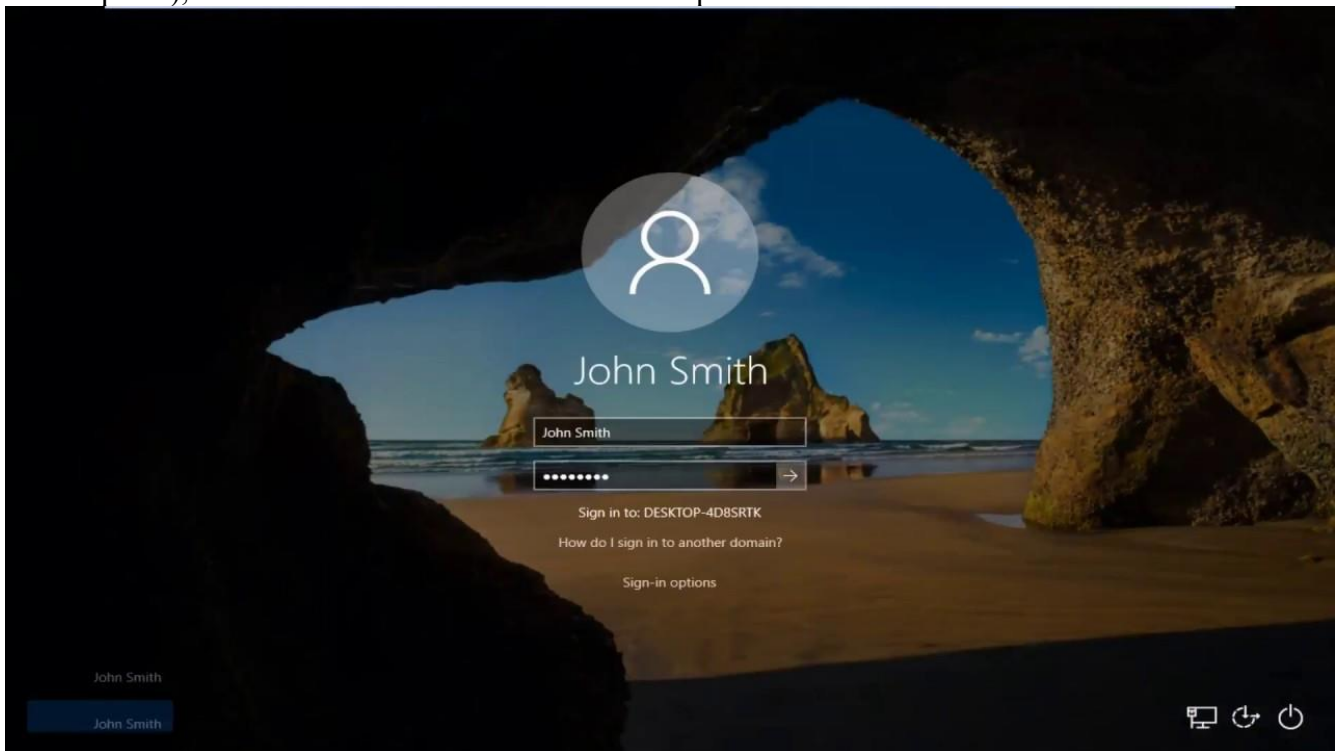 John Smith
John Smith
Sign in to: DESKTOP-4D8SRTK
How do I sign in to another domain?
Sign-in options
John Smith
John Smith